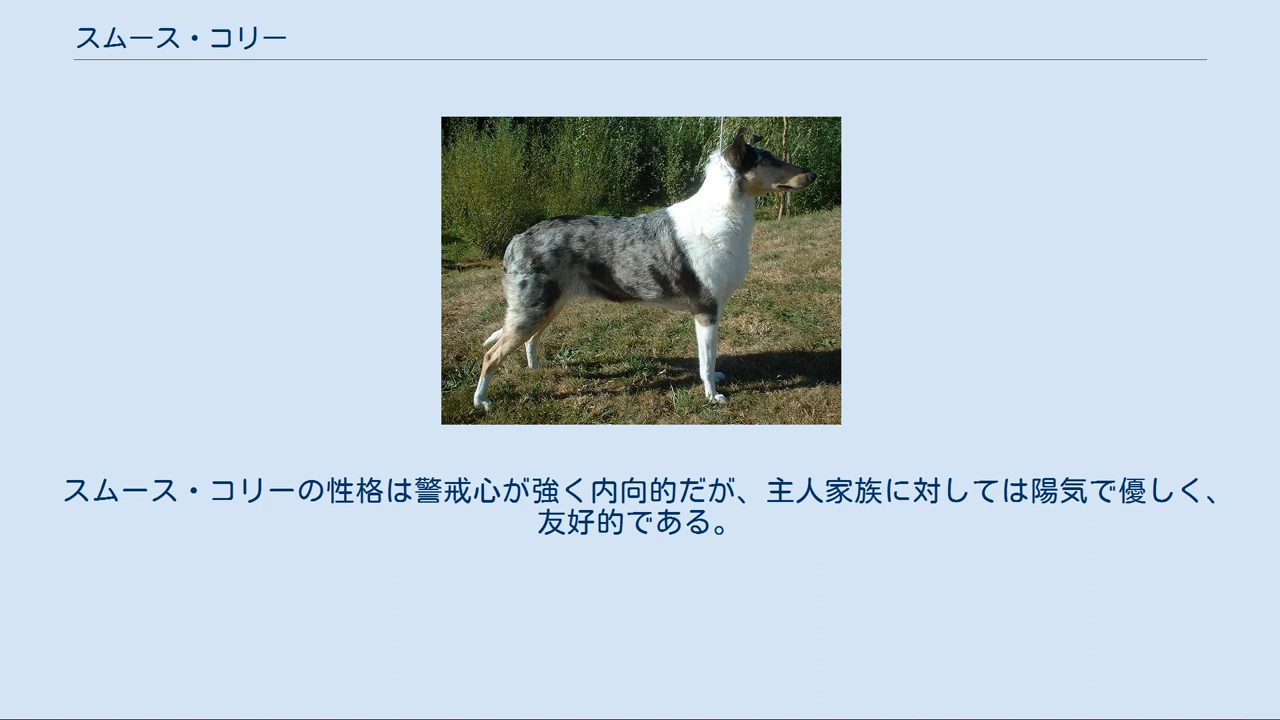 スムース・コリー
スムース・コリーの性格は警戒心が強く内向的だが、主人家族に対しては陽気で優しく、
友好的である。